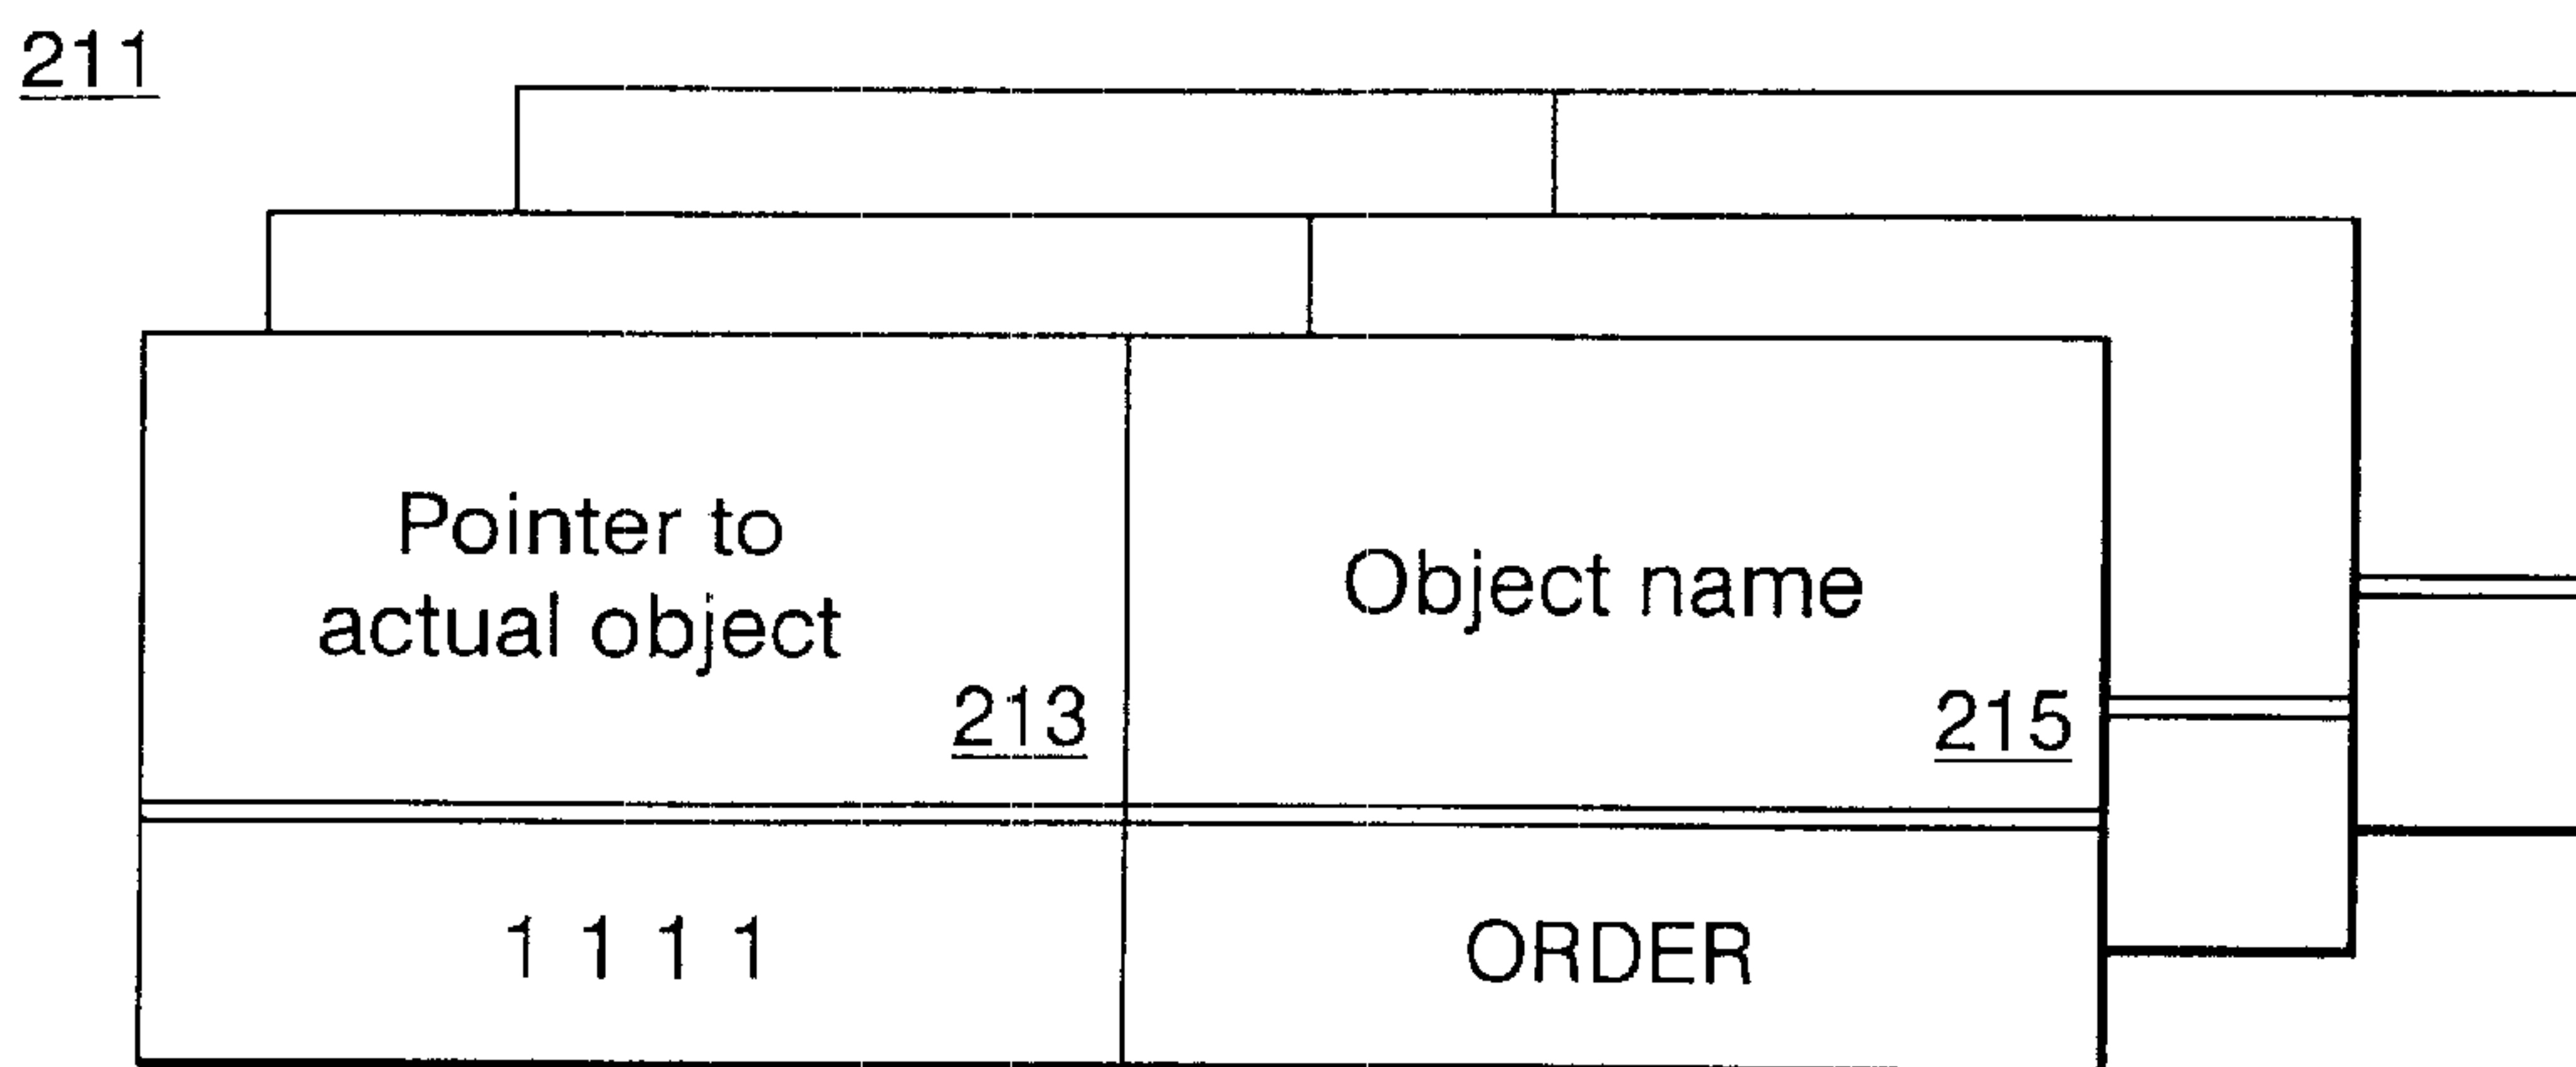 211
Pointer to
actual object
213
Object name
215
1 1 1 1
ORDER